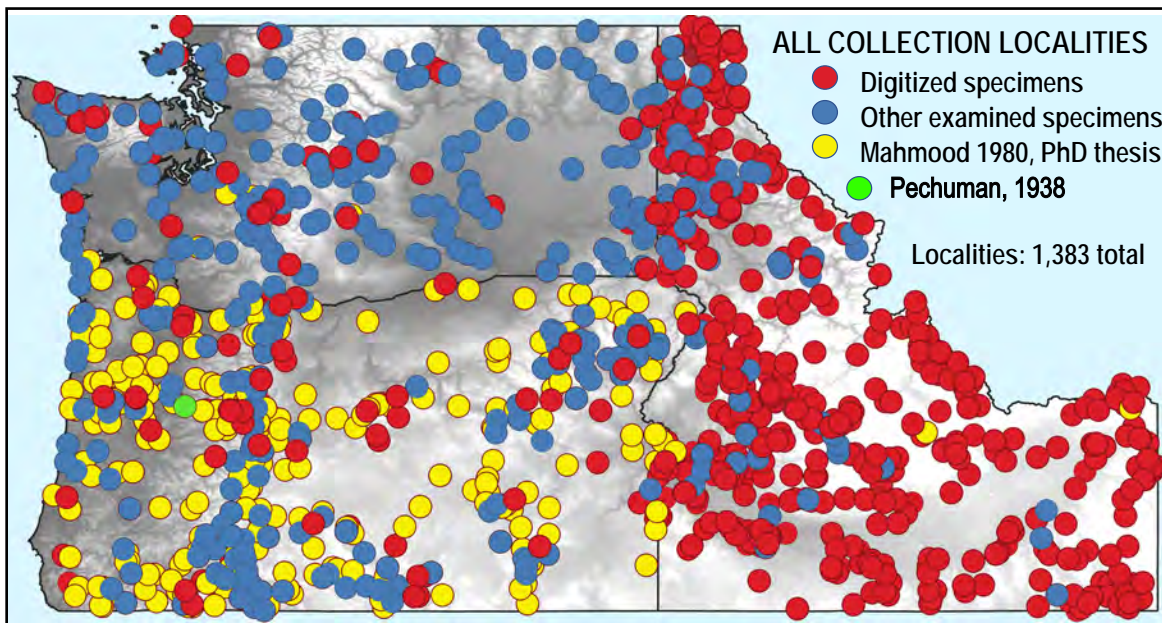 ALL COLLECTION LOCALITIES
Digitized specimens
Other examined specimens
Mahmood 1980, PhD thesis
Pechuman, 1938
Localities: 1,383 total